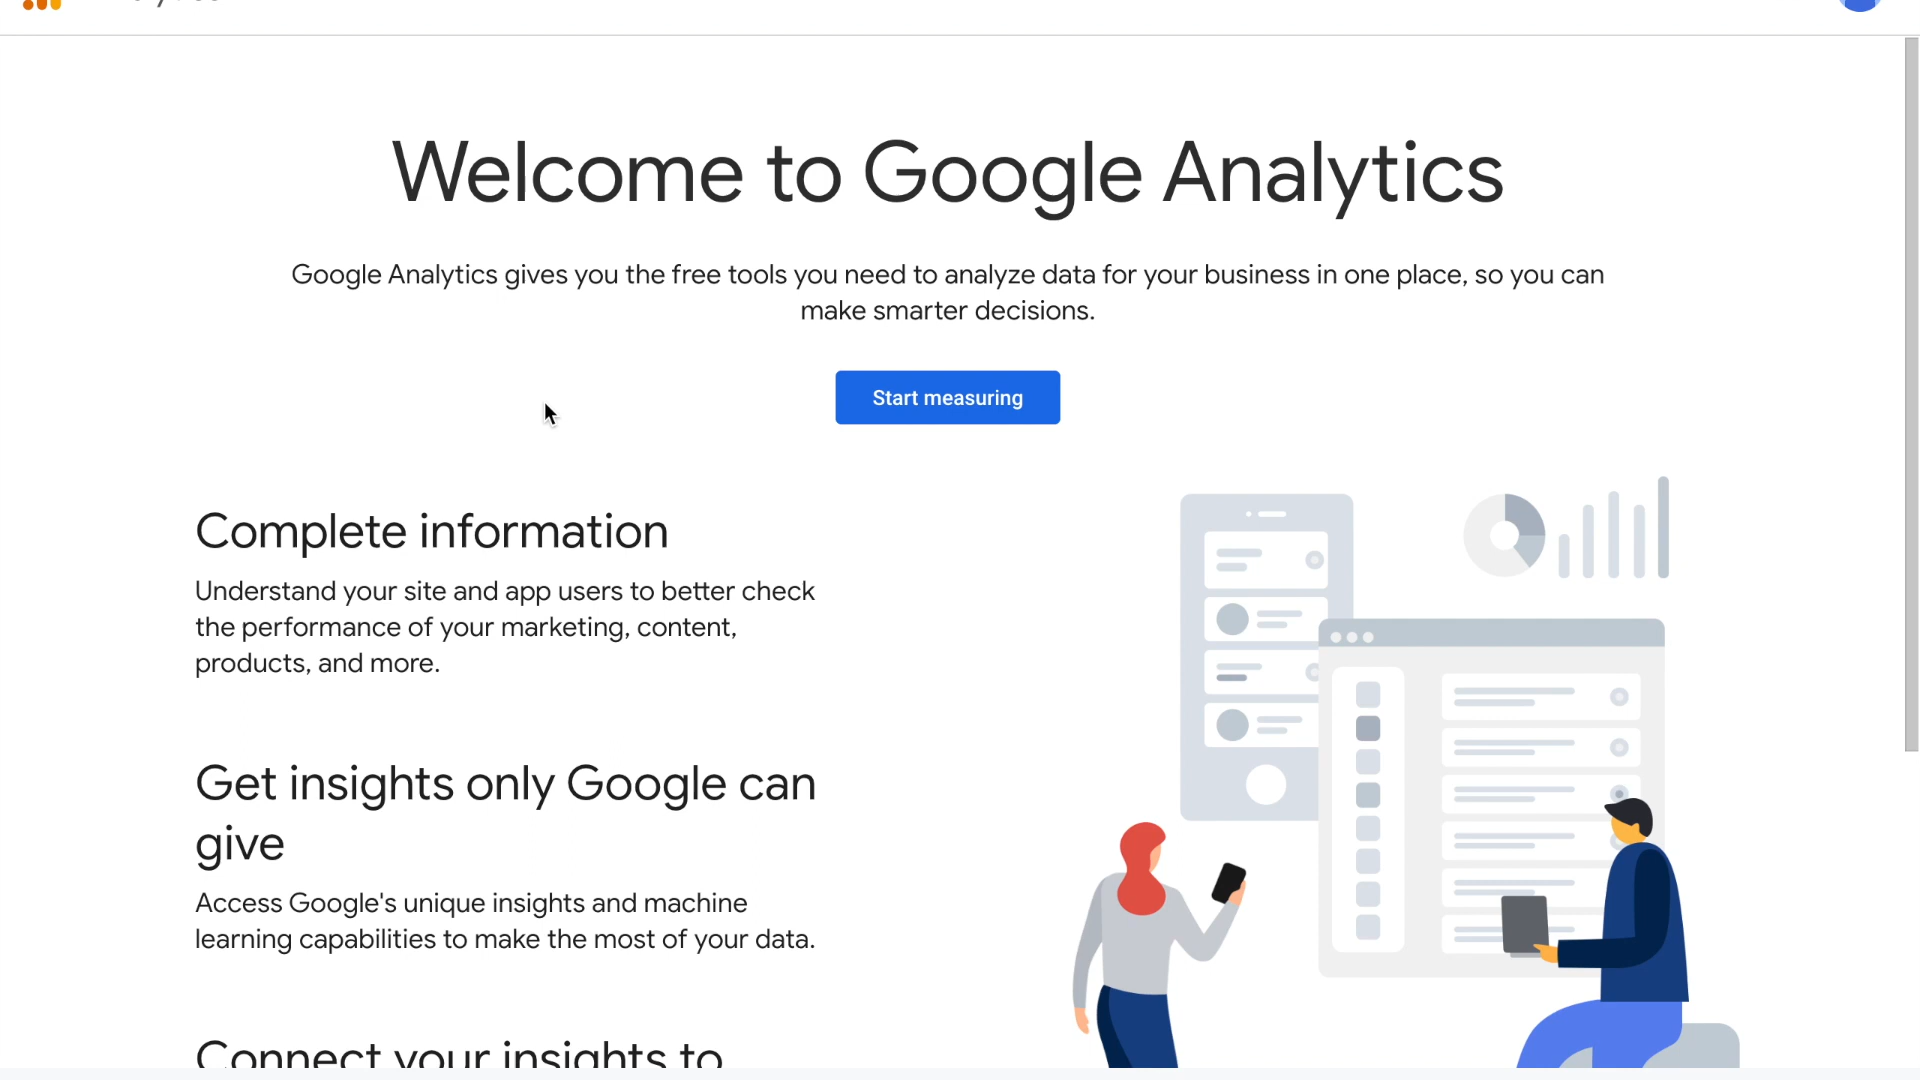 Welcome to Google Analytics
Google Analytics gives you the free tools you need to analyze data for your business in one place, so you can
make smarter decisions.
Start measuring
Complete information
Understand your site and app users to better check
the performance of your marketing, content,
products, and more.
Get insights only Google can
give
Access Google's unique insights and machine
learning capabilities to make the most of your data.
Connect your insights to